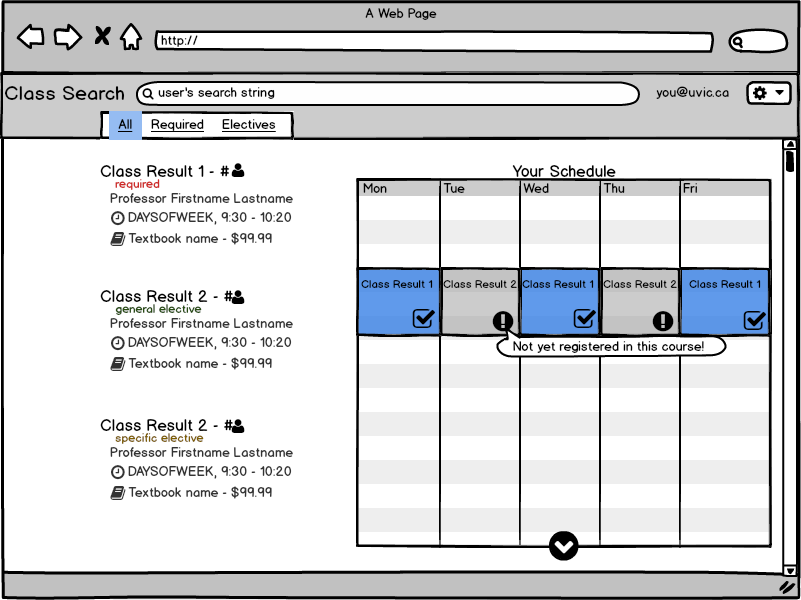 A Web Page
http://
Class Search
user's search string
you@uvic.ca
All Required Electives
Class Result 1 - #
required
Professor Firstname Lastname
DAYSOFWEEK, 9:30 - 10:20
Textbook name - $99.99
Class Result 2 - #
general elective
Professor Firstname Lastname
DAYSOFWEEK, 9:30 - 10:20
Textbook name - $99.99
Class Result 2 - #
specific elective
Professor Firstname Lastname
DAYSOFWEEK, 9:30 - 10:20
Textbook name - $99.99
Your Schedule
Mon Tue Wed Thu Fri
Class Result 1 Class Result 2 Class Result 1 Class Result 2 Class Result 1
Not yet registered in this course!